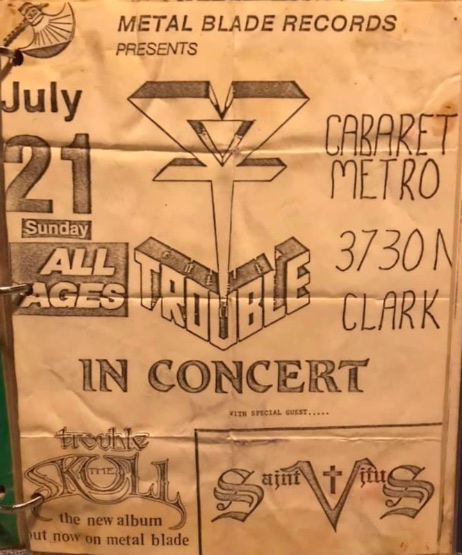 METAL BLADE RECORDS
PRESENTS
July
21
Sunday
ALL
AGES
CABARET
METRO
3730 N
CLARK
TROUBLE
IN CONCERT
WITH SPECIAL GUEST.....
trouble
THE
SKULL
the new album
out now on metal blade
Saint Vitus